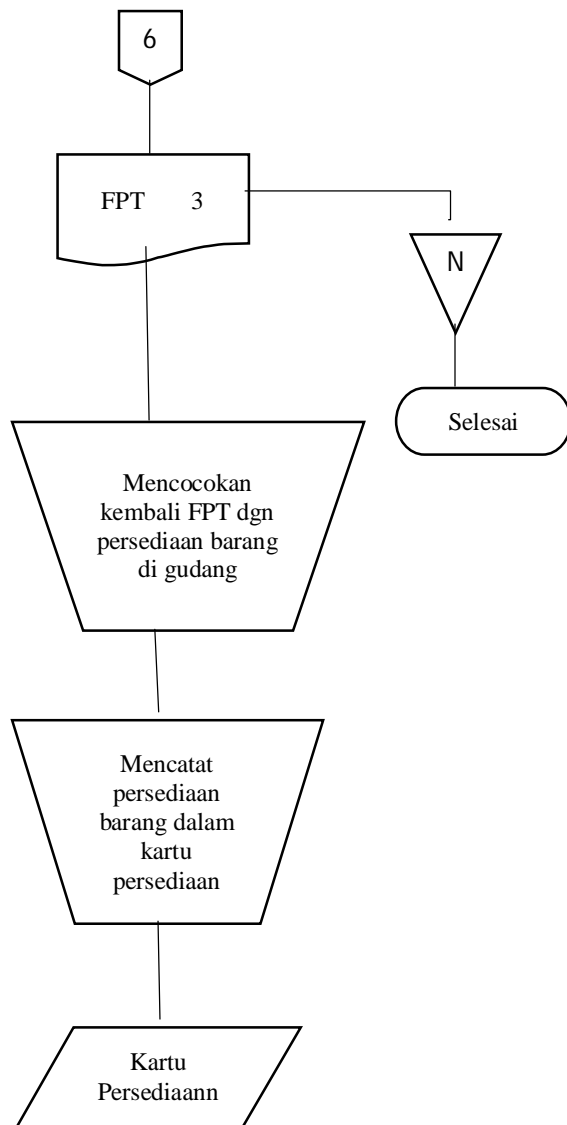 6
FPT 3
N
Selesai
Mencocokan
kembali FPT dgn
persediaan barang
di gudang
Mencatat
persediaan
barang dalam
kartu
persediaan
Kartu
Persediaann